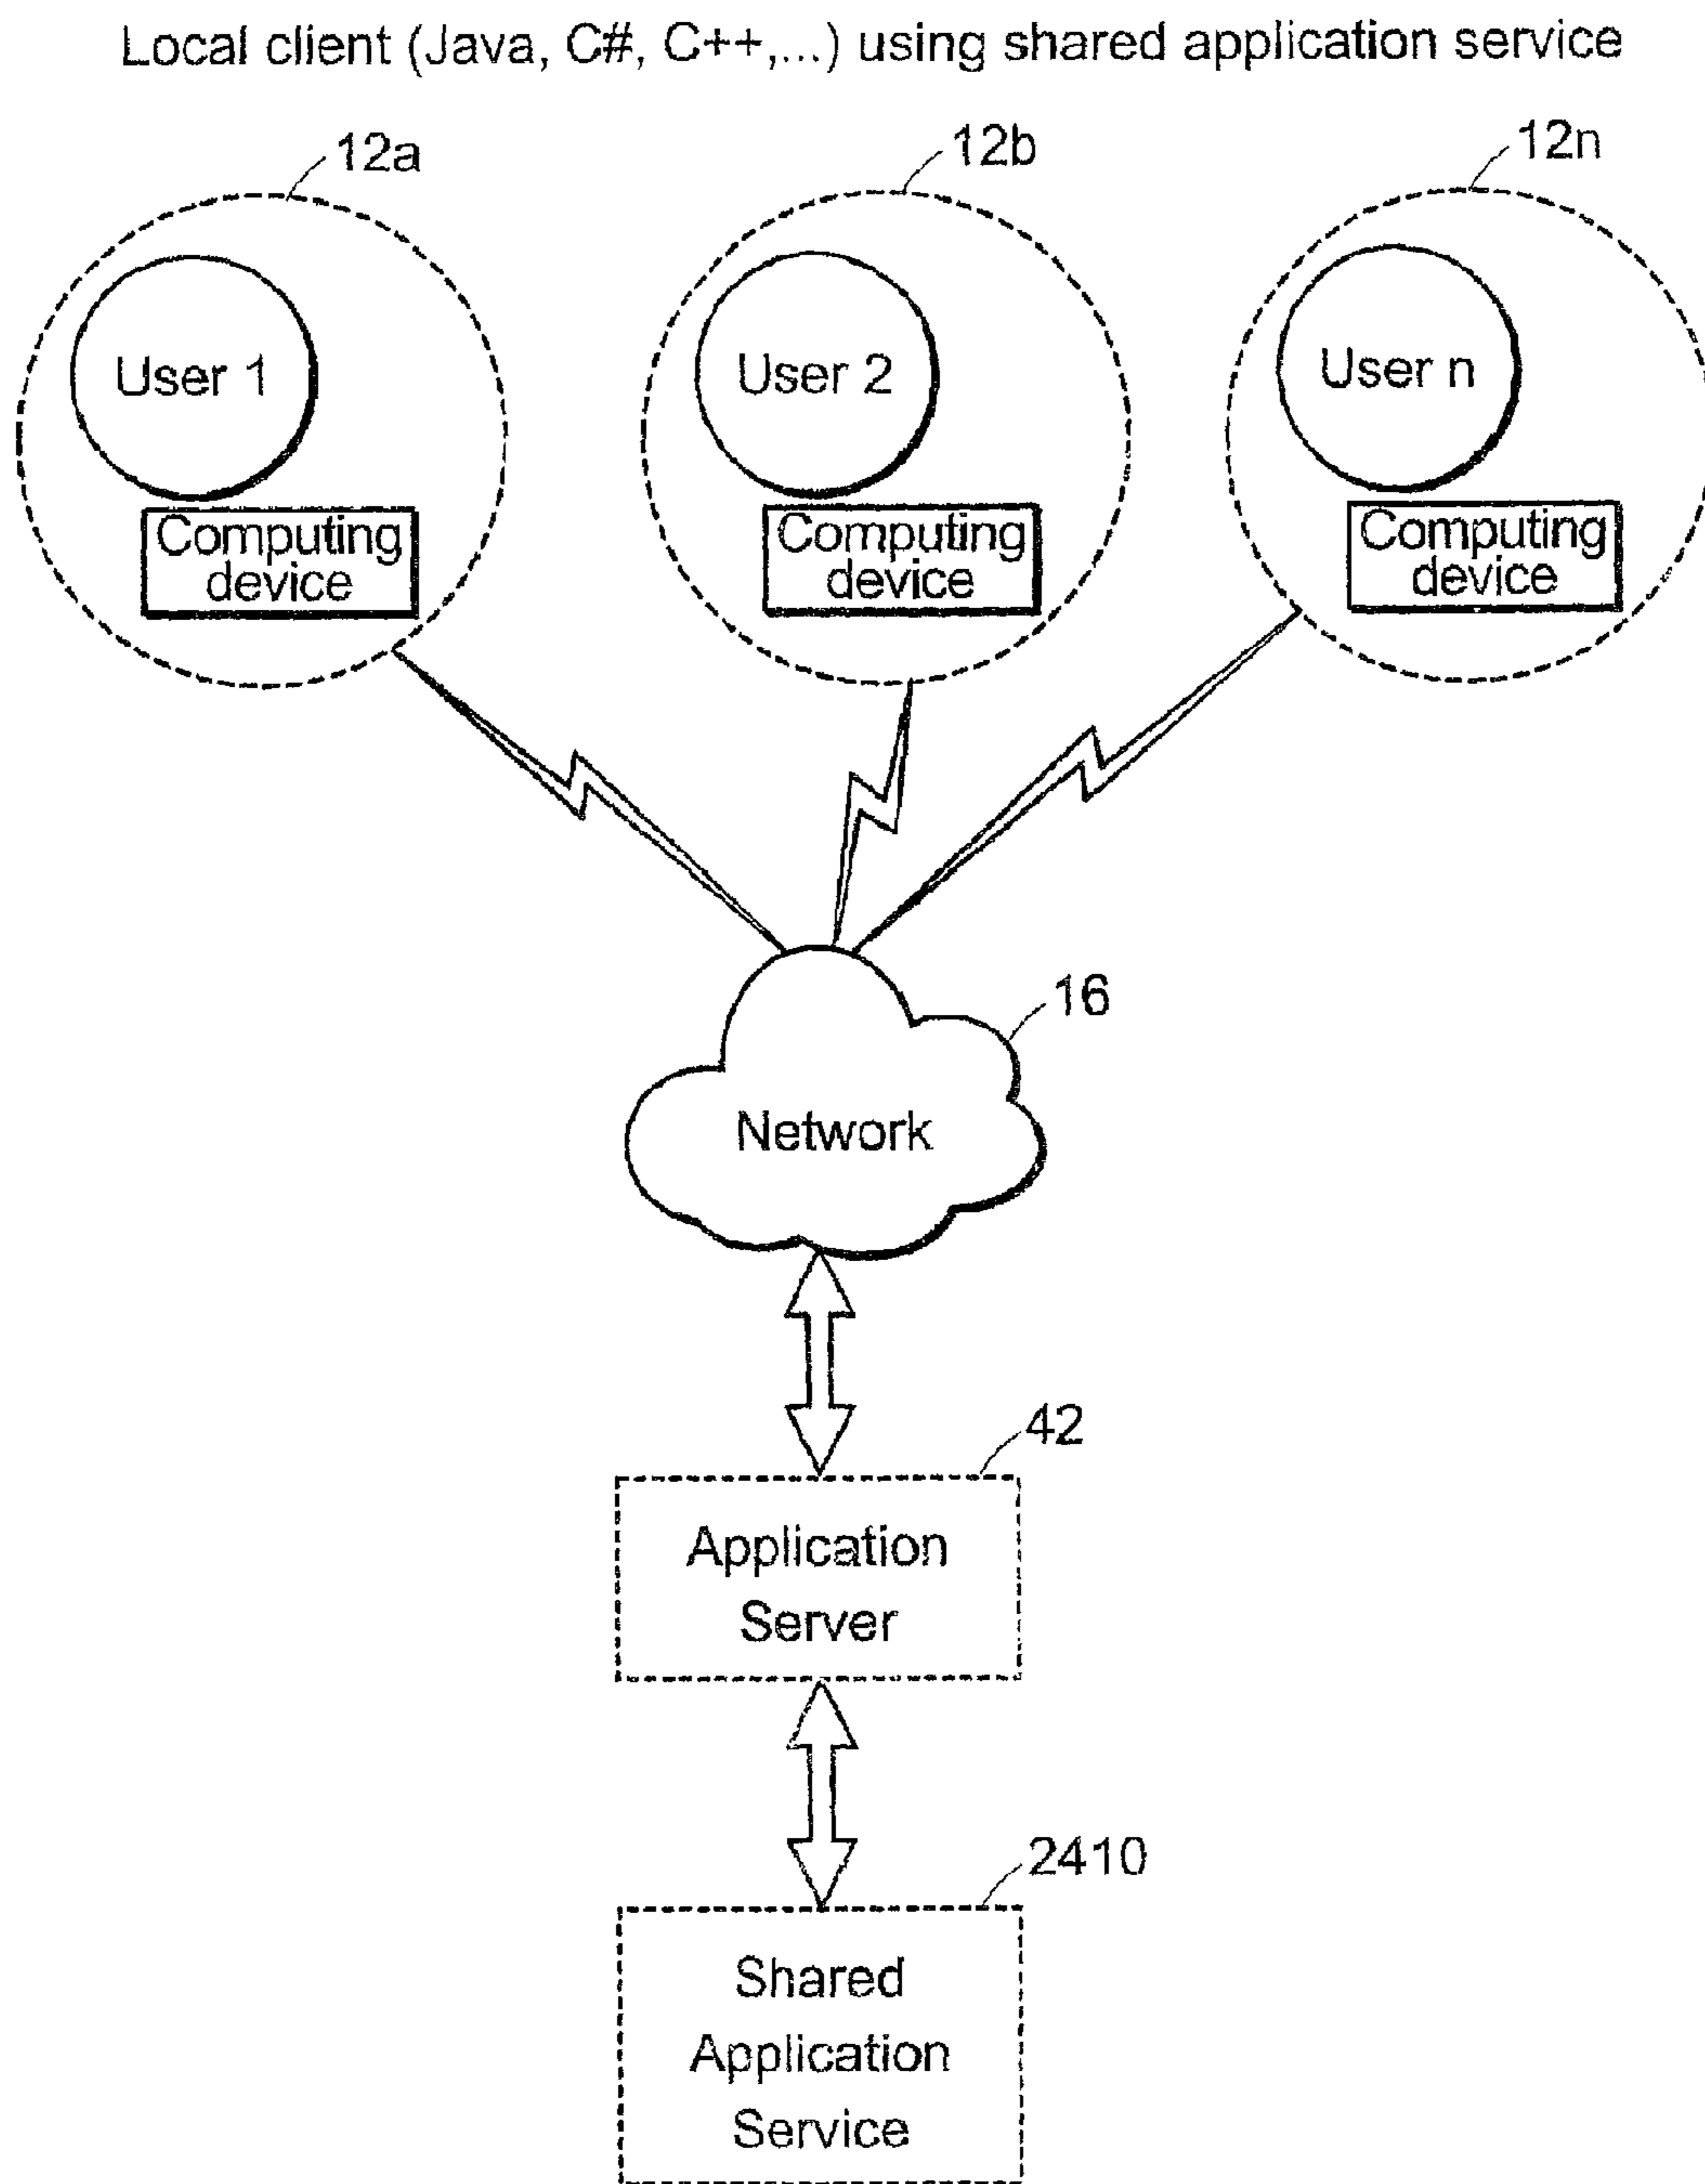 Local client (Java, C#, C++,...) using shared application service
12a
12b
12n
User 1
User 2
User n
Computing
device
Computing
device
Computing
device
16
Network
42
Application
Server
2410
Shared
Application
Service